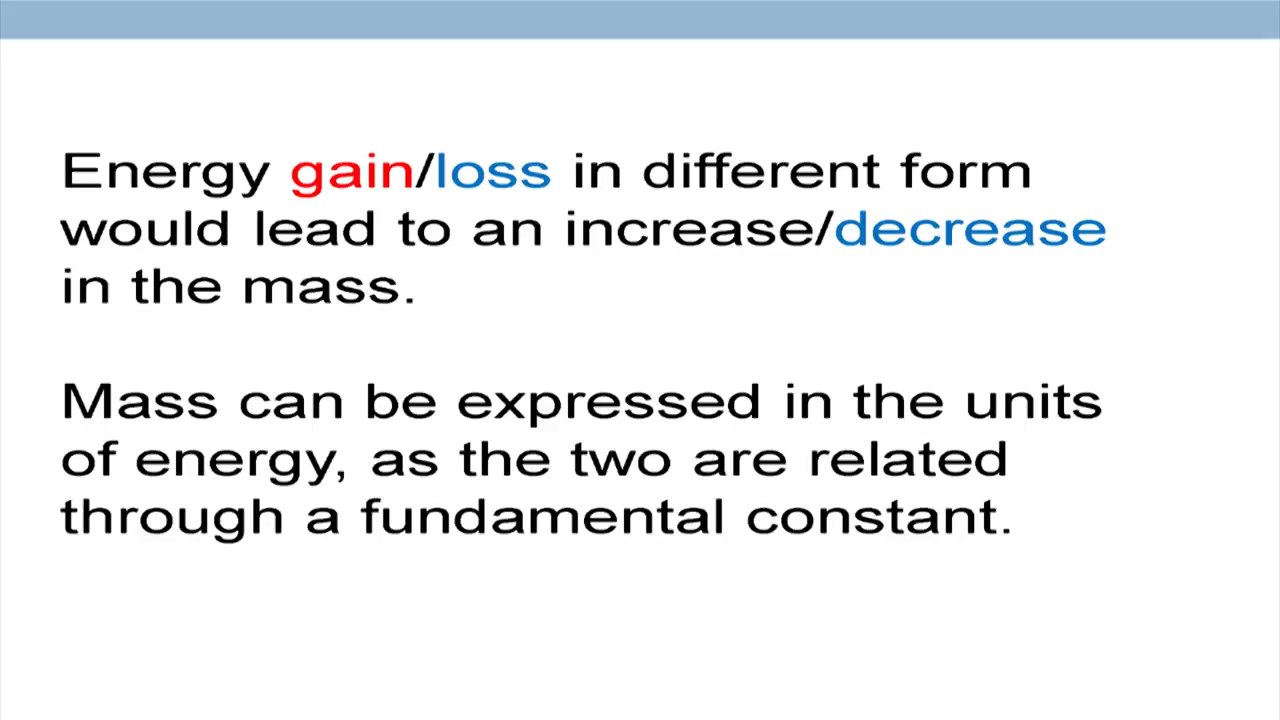 Energy gain/loss in different form
would lead to an increase/decrease
in the mass.
Mass can be expressed in the units
of energy, as the two are related
through a fundamental constant.